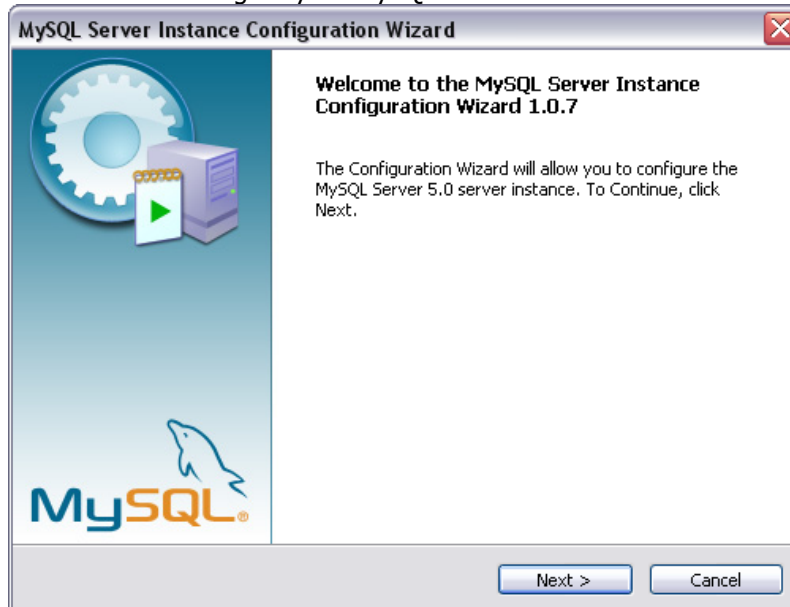 MySQL Server Instance Configuration Wizard
Welcome to the MySQL Server Instance
Configuration Wizard 1.0.7
The Configuration Wizard will allow you to configure the
MySQL Server 5.0 server instance. To Continue, click
Next.
MySQL®
Next >
Cancel